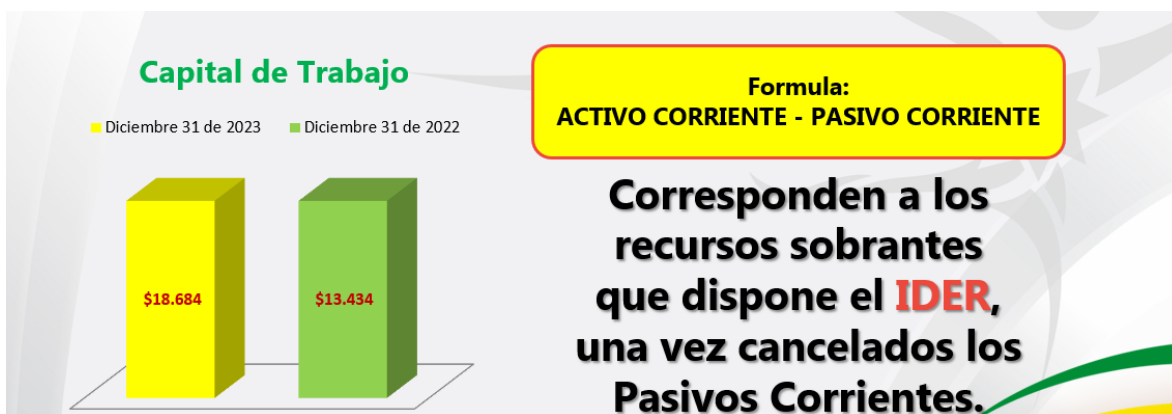 Capital de Trabajo
Diciembre 31 de 2023
Diciembre 31 de 2022
$18.684
$13.434
Formula:
ACTIVO CORRIENTE - PASIVO CORRIENTE
Corresponden a los
recursos sobrantes
que dispone el IDER,
una vez cancelados los
Pasivos Corrientes.